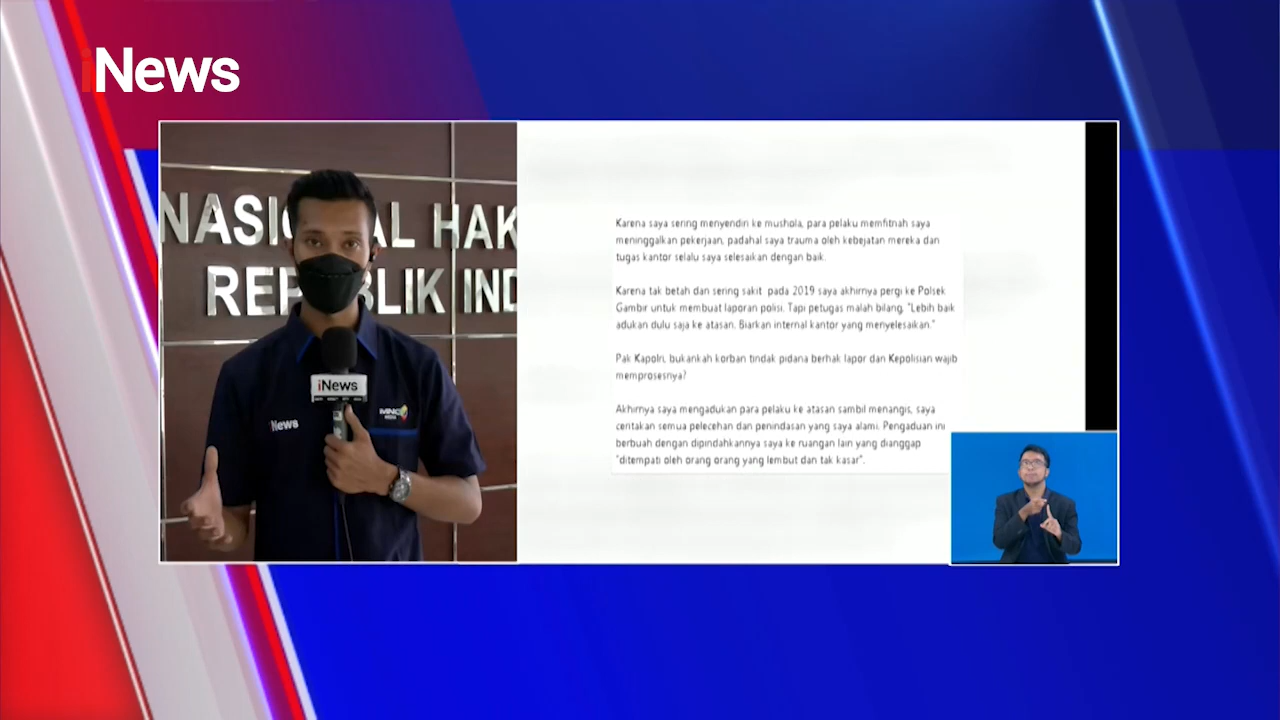 iNews
NASIONAL HAK
REPUBLIK IND
iNews
iNews
MNC
MEDIA
Karena saya sering menyendiri ke mushola, para pelaku memfitnah saya
meninggalkan pekerjaan, padahal saya trauma oleh kebejatan mereka dan
tugas kantor selalu saya selesaikan dengan baik.
Karena tak betah dan sering sakit pada 2019 saya akhirnya pergi ke Polsek
Gambir untuk membuat laporan polisi. Tapi petugas malah bilang, "Lebih baik
adukan dulu saja ke atasan. Biarkan internal kantor yang menyelesaikan."
Pak Kapolri, bukankah korban tindak pidana berhak lapor dan Kepolisian wajib
memprosesnya?
Akhirnya saya mengadukan para pelaku ke atasan sambil menangis, saya
ceritakan semua pelecehan dan penindasan yang saya alami. Pengaduan ini
berbuah dengan dipindahkannya saya ke ruangan lain yang dianggap
"ditempati oleh orang orang yang lembut dan tak kasar".